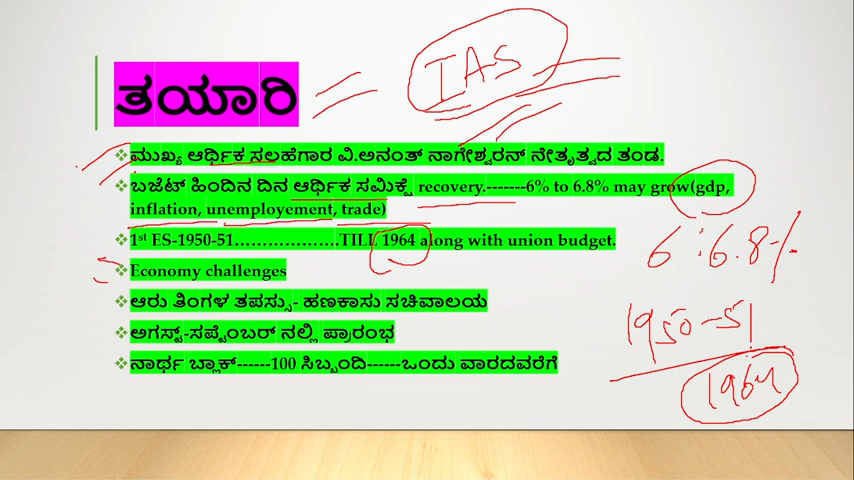 ತಯಾರಿ
IAS
ಮುಖ್ಯ ಆರ್ಥಿಕ ಸಲಹೆಗಾರ ವಿ.ಅನಂತ್ ನಾಗೇಶ್ವರನ್ ನೇತೃತ್ವದ ತಂಡ.
ಬಜೆಟ್ ಹಿಂದಿನ ದಿನ ಆರ್ಥಿಕ ಸಮಿಕ್ಷೆ recovery.-------6% to 6.8% may grow(gdp,
inflation, unemployement, trade)
1st ES-1950-51………………..TILL 1964 along with union budget.
6:6.8%
Economy challenges
ಆರು ತಿಂಗಳ ತಪಸ್ಸು- ಹಣಕಾಸು ಸಚಿವಾಲಯ
1950-51
ಅಗಸ್ಟ್-ಸಪ್ಟೆಂಬರ್ ನಲ್ಲಿ ಪ್ರಾರಂಭ
ನಾರ್ಥ ಬ್ಲಾಕ್------100 ಸಿಬ್ಬಂದಿ------ಒಂದು ವಾರದವರೆಗೆ
1964